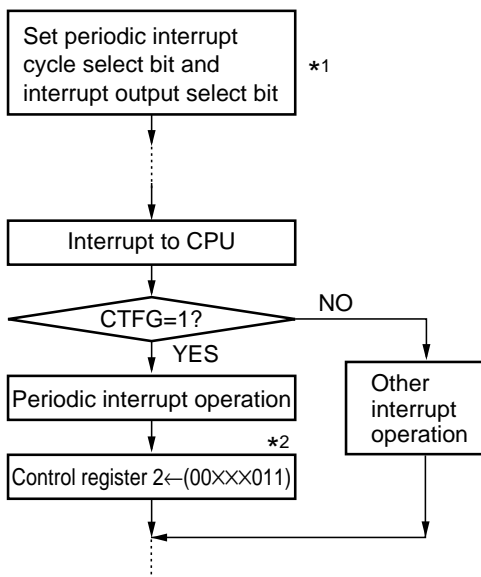 Set periodic interrupt
cycle select bit and
interrupt output select bit
*1
Interrupt to CPU
CTFG=1?
NO
YES
Periodic interrupt operation
Other
interrupt
operation
*2
Control register 2←(00×××011)